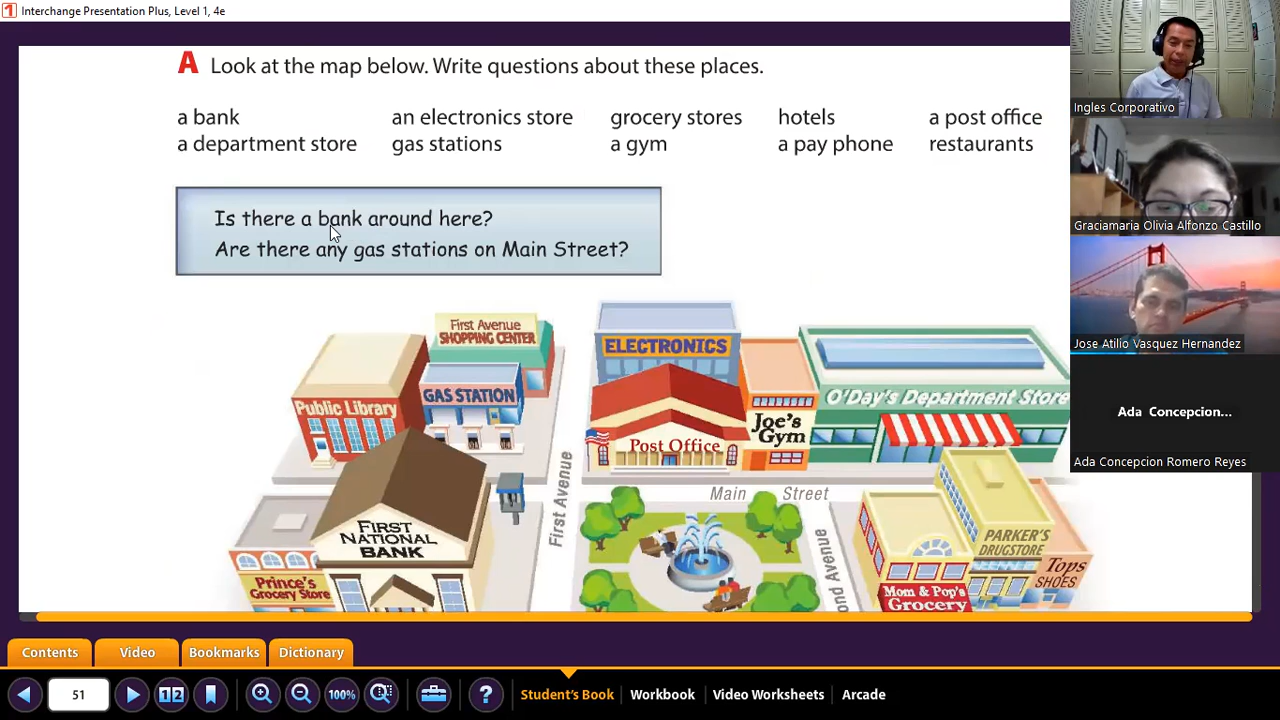 Interchange Presentation Plus, Level 1, 4e
A Look at the map below. Write questions about these places.
a bank an electronics store grocery stores hotels a post office
a department store gas stations a gym a pay phone restaurants
Is there a bank around here?
Are there any gas stations on Main Street?
First Avenue
SHOPPING CENTER
GAS STATION
Public Library
ELECTRONICS
Post Office
Joe's
Gym
O'Day's Department Store
First Avenue
Main Street
FIRST
NATIONAL
BANK
Prince's
Grocery Store
ond Avenue
PARKER'S
DRUGSTORE
Tops
SHOES
Mom & Pop's
Grocery
Ingles Corporativo
Graciamaria Olivia Alfonzo Castillo
Jose Atilio Vasquez Hernandez
Ada Concepcion...
Ada Concepcion Romero Reyes
Contents Video Bookmarks Dictionary
51 1 2 100% ? Student's Book Workbook Video Worksheets Arcade